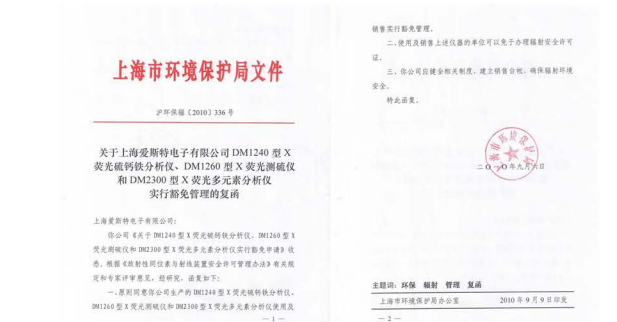 上海市环境保护局文件
沪环保辐〔2010〕336 号
关于上海爱斯特电子有限公司 DM1240 型 X
荧光硫钙铁分析仪、DM1260 型 X 荧光测硫仪
和 DM2300 型 X 荧光多元素分析仪
实行豁免管理的复函
上海爱斯特电子有限公司:
你公司《关于 DM1240 型 X 荧光硫钙铁分析仪、DM1260 型 X
荧光测硫仪和 DM2300 型 X 荧光多元素分析仪实行豁免申请》收
悉。根据《放射性同位素与射线装置安全许可管理办法》有关规
定和专家评审意见,经研究,函复如下:
一、原则同意你公司生产的 DM1240 型 X 荧光硫钙铁分析仪、
DM1260 型 X 荧光测硫仪和 DM2300 型 X 荧光多元素分析仪使用及
— 1 —
销售实行豁免管理。
二、使用及销售上述仪器的单位可以免于办理辐射安全许可
证。
三、你公司应健全相关制度,建立销售台账,确保辐射环境
安全。
特此函复。
上海市环境保护局
二〇一〇年九月六日
主题词:环保 辐射 管理 复函
上海市环境保护局办公室 2010 年 9 月 9 日印发
— 2 —